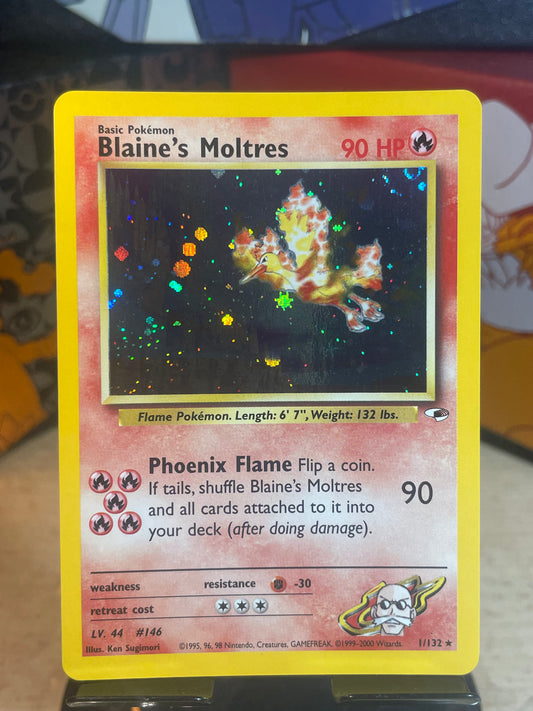 Basic Pokémon
Blaine's Moltres 90 HP
Flame Pokémon. Length: 6' 7", Weight: 132 lbs.
Phoenix Flame Flip a coin.
If tails, shuffle Blaine's Moltres
and all cards attached to it into
your deck (after doing damage).
90
weakness resistance -30
retreat cost
LV. 44 #146
Illus. Ken Sugimori ©1995, 96, 98 Nintendo, Creatures, GAMEFREAK. ©1999-2000 Wizards. 1/132 ★